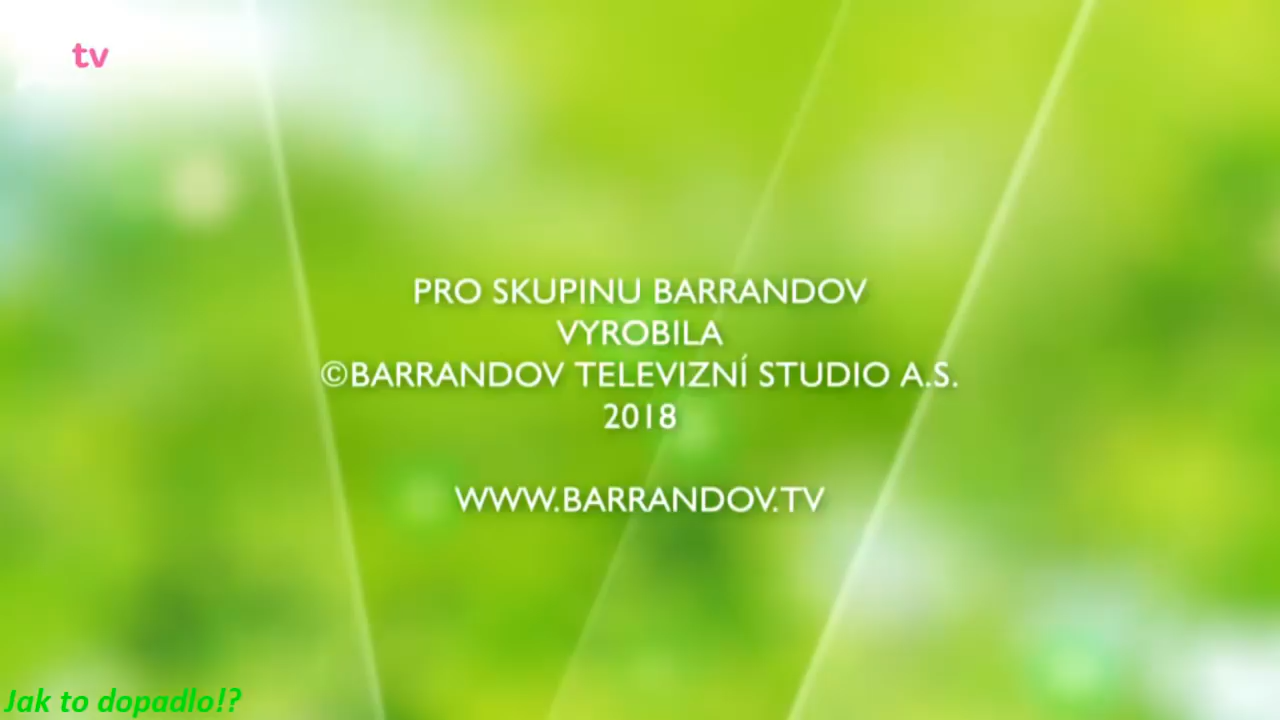 tv
PRO SKUPINU BARRANDOV
VYROBILA
©BARRANDOV TELEVIZNÍ STUDIO A.S.
2018
WWW.BARRANDOV.TV
Jak to dopadlo!?